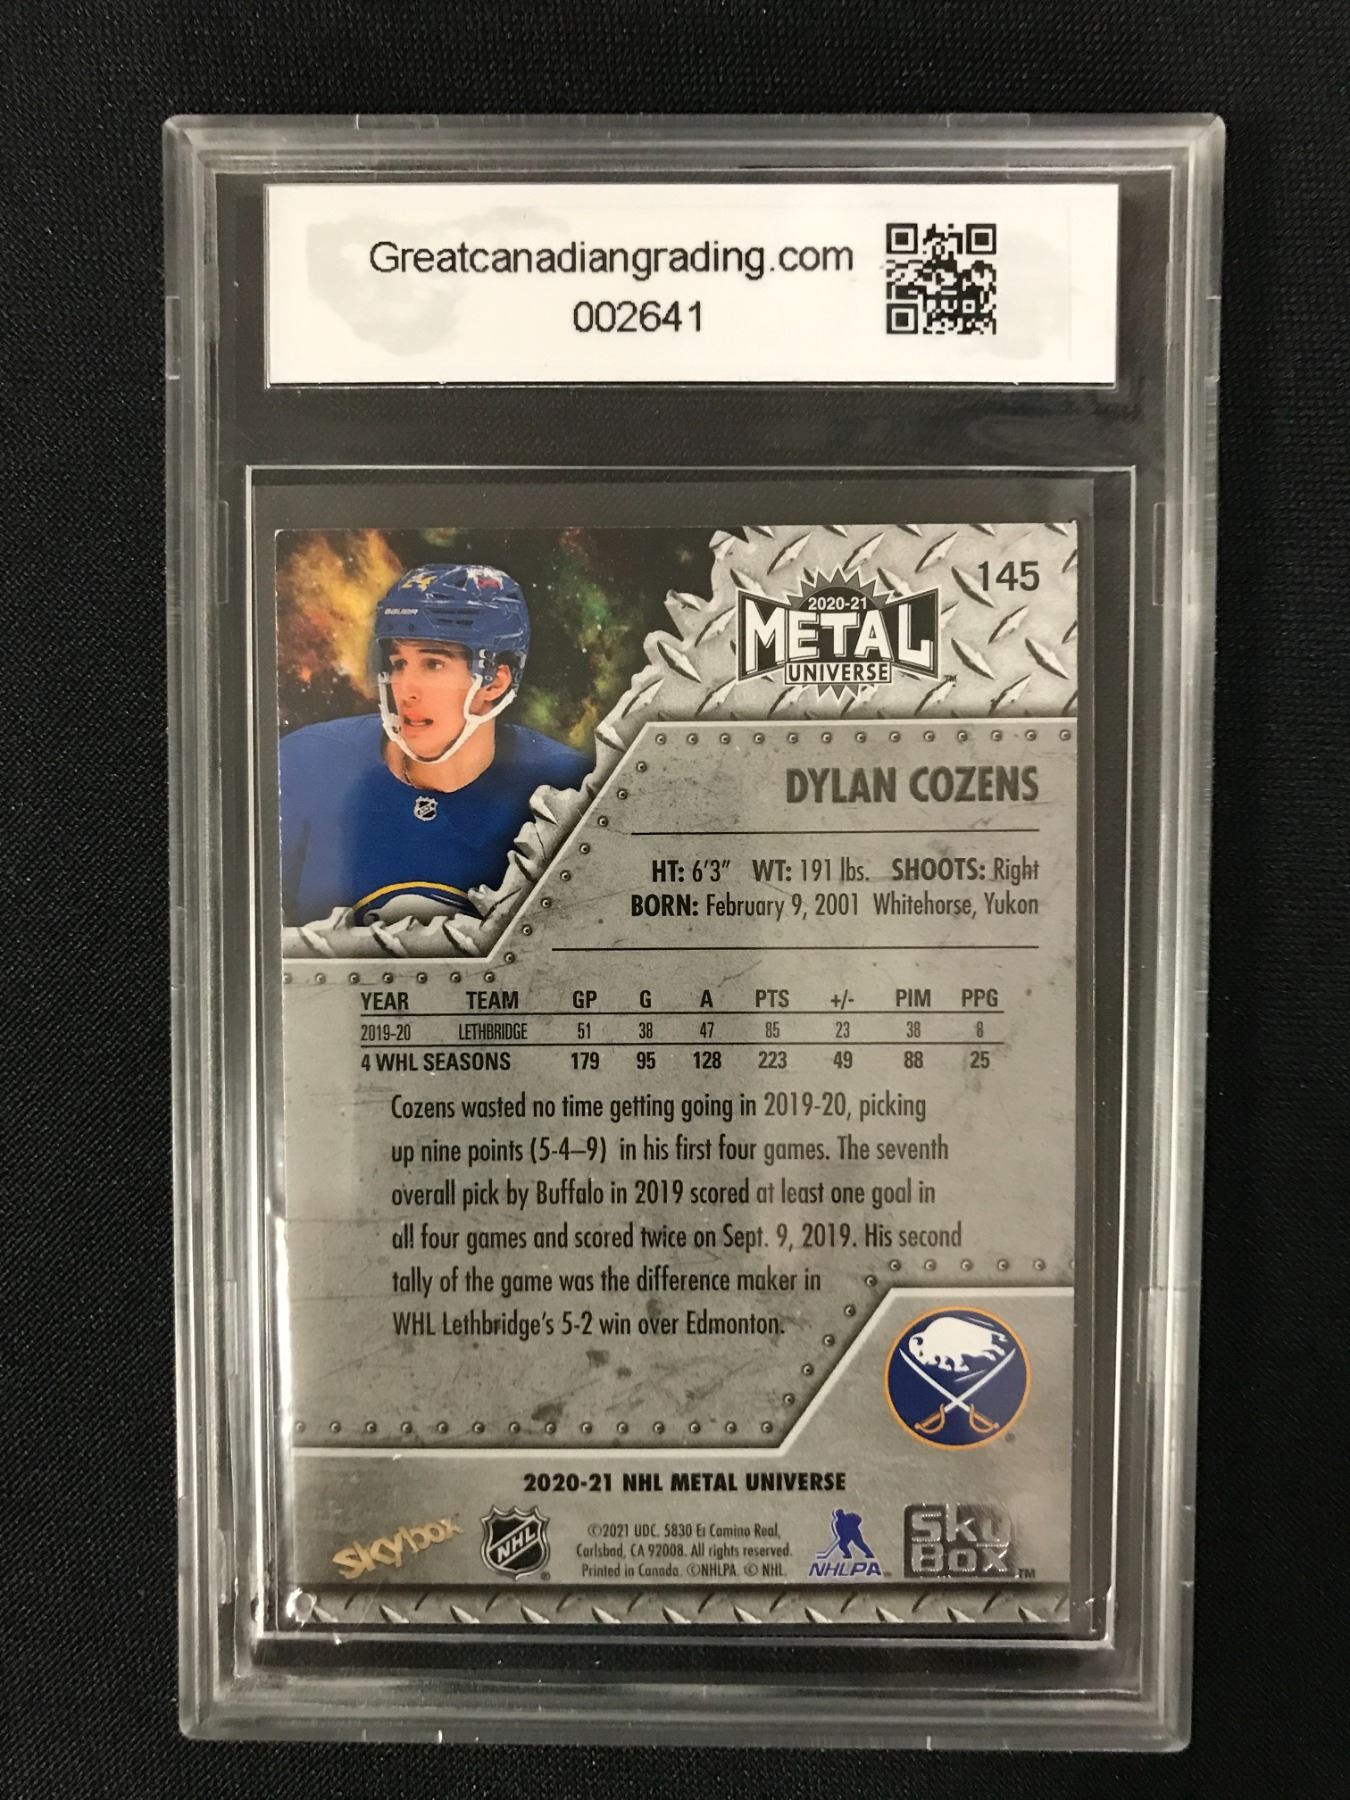 Greatcanadiangrading.com
002641
145
2020-21
METAL
UNIVERSE
TM
24
BAUER
NHL
DYLAN COZENS
HT: 6'3" WT: 191 lbs. SHOOTS: Right
BORN: February 9, 2001 Whitehorse, Yukon
YEAR TEAM GP G A PTS +/- PIM PPG
2019-20 LETHBRIDGE 51 38 47 85 23 38 8
4 WHL SEASONS 179 95 128 223 49 88 25
Cozens wasted no time getting going in 2019-20, picking
up nine points (5-4–9) in his first four games. The seventh
overall pick by Buffalo in 2019 scored at least one goal in
all four games and scored twice on Sept. 9, 2019. His second
tally of the game was the difference maker in
WHL Lethbridge's 5-2 win over Edmonton.
®
2020-21 NHL METAL UNIVERSE
skybox
NHL
®
©2021 UDC. 5830 El Camino Real,
Carlsbad, CA 92008. All rights reserved.
Printed in Canada. ©NHLPA. © NHL.
NHLPA™
SKY
BOX™